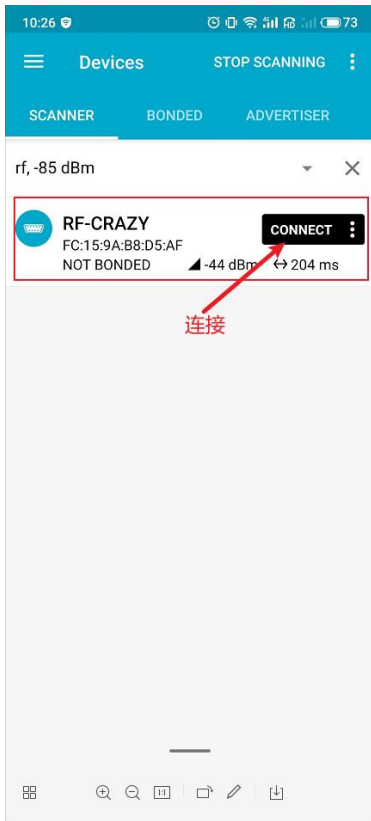 10:26 73
Devices STOP SCANNING
SCANNER BONDED ADVERTISER
rf, -85 dBm
RF-CRAZY
CONNECT
FC:15:9A:B8:D5:AF
NOT BONDED -44 dBm 204 ms
连接
1:1